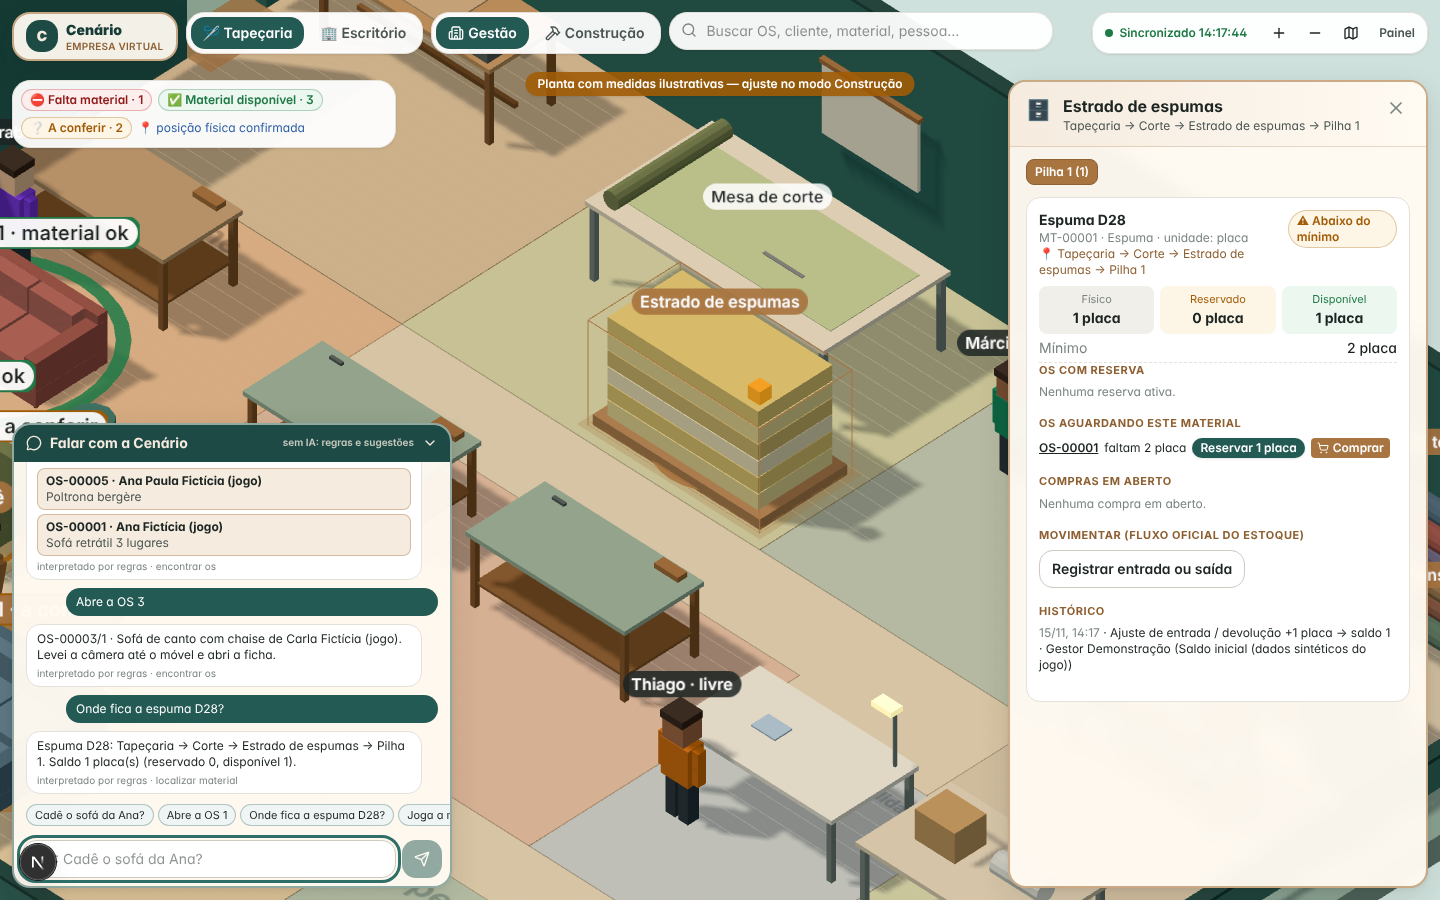 C
Cenário
EMPRESA VIRTUAL
Tapeçaria
Escritório
Gestão
Construção
Buscar OS, cliente, material, pessoa...
Sincronizado 14:17:44
Painel
Falta material · 1
Material disponível · 3
A conferir · 2
posição física confirmada
Planta com medidas ilustrativas — ajuste no modo Construção
Mesa de corte
1 · material ok
Estrado de espumas
Márci
ok
a conferir
Thiago · livre
Falar com a Cenário
sem IA: regras e sugestões
OS-00005 · Ana Paula Fictícia (jogo)
Poltrona bergère
OS-00001 · Ana Fictícia (jogo)
Sofá retrátil 3 lugares
interpretado por regras · encontrar os
Abre a OS 3
OS-00003/1 · Sofá de canto com chaise de Carla Fictícia (jogo).
Levei a câmera até o móvel e abri a ficha.
interpretado por regras · encontrar os
Onde fica a espuma D28?
Espuma D28: Tapeçaria → Corte → Estrado de espumas → Pilha
1. Saldo 1 placa(s) (reservado 0, disponível 1).
interpretado por regras · localizar material
Cadê o sofá da Ana?
Abre a OS 1
Onde fica a espuma D28?
Joga a
N
Cadê o sofá da Ana?
Estrado de espumas
Tapeçaria → Corte → Estrado de espumas → Pilha 1
Pilha 1 (1)
Espuma D28
MT-00001 · Espuma · unidade: placa
Tapeçaria → Corte → Estrado de
espumas → Pilha 1
Abaixo do
mínimo
Físico
1 placa
Reservado
0 placa
Disponível
1 placa
Mínimo
2 placa
OS COM RESERVA
Nenhuma reserva ativa.
OS AGUARDANDO ESTE MATERIAL
OS-00001 faltam 2 placa
Reservar 1 placa
Comprar
COMPRAS EM ABERTO
Nenhuma compra em aberto.
MOVIMENTAR (FLUXO OFICIAL DO ESTOQUE)
Registrar entrada ou saída
HISTÓRICO
15/11, 14:17 · Ajuste de entrada / devolução +1 placa → saldo 1
· Gestor Demonstração (Saldo inicial (dados sintéticos do
jogo))